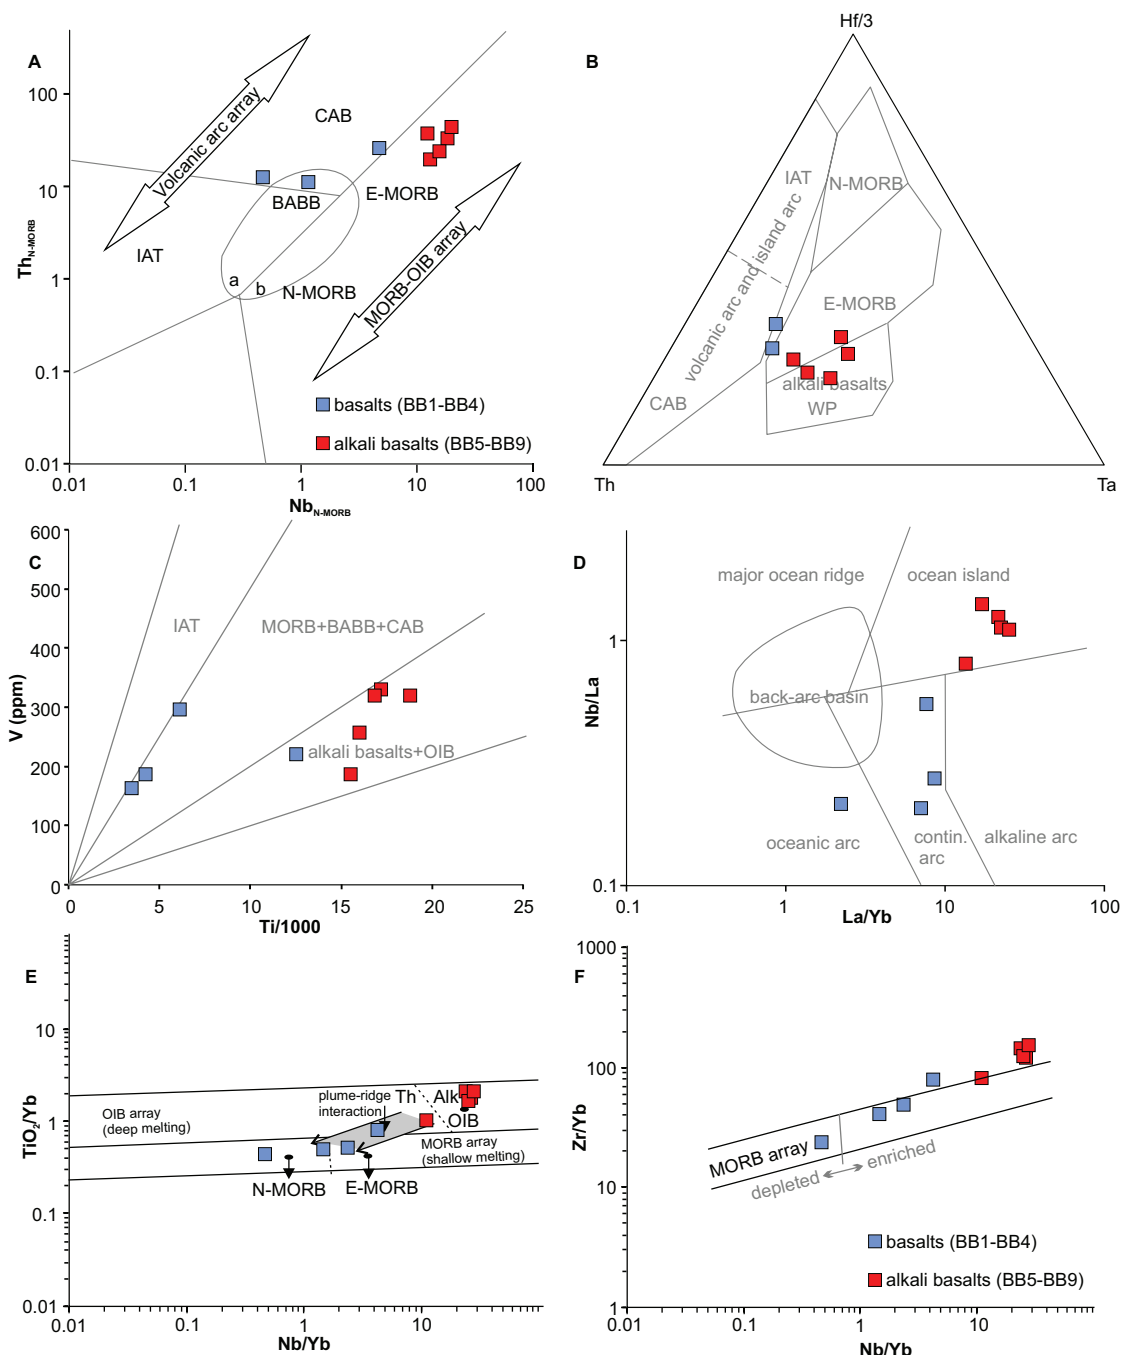 A
100
10
1
0.1
0.01
Th N-MORB
0.01
0.1
1
10
100
Nb N-MORB
Volcanic arc array
CAB
BABB
E-MORB
IAT
a
b
N-MORB
MORB-OIB array
basalts (BB1-BB4)
alkali basalts (BB5-BB9)
B
Hf/3
Th
Ta
IAT
N-MORB
volcanic arc and island arc
E-MORB
CAB
alkali basalts
WP
C
600
500
400
300
200
100
0
V (ppm)
0
5
10
15
20
25
Ti/1000
IAT
MORB+BABB+CAB
alkali basalts+OIB
D
1
0.1
Nb/La
0.1
1
10
100
La/Yb
major ocean ridge
ocean island
back-arc basin
oceanic arc
contin.
arc
alkaline arc
E
10
1
0.1
0.01
TiO2/Yb
0.01
0.1
1
10
Nb/Yb
OIB array
(deep melting)
plume-ridge
interaction
Th
Alk
OIB
MORB array
(shallow melting)
N-MORB
E-MORB
F
1000
100
10
1
Zr/Yb
0.01
0.1
1
10
Nb/Yb
MORB array
depleted
enriched
basalts (BB1-BB4)
alkali basalts (BB5-BB9)